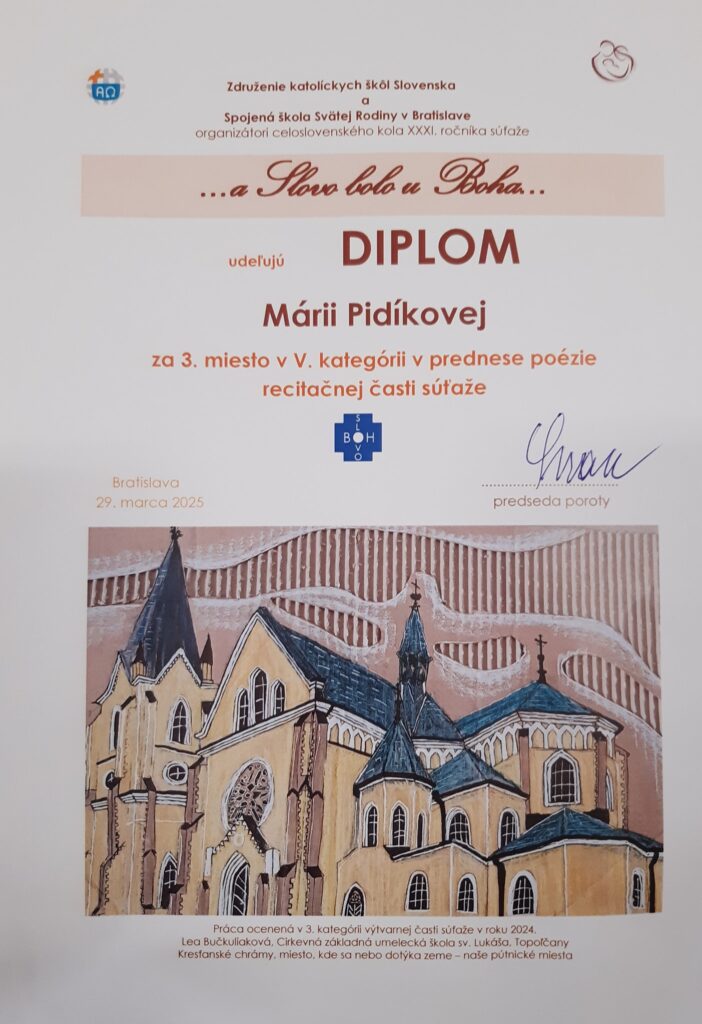 ΑΩ
Združenie katolíckych škôl Slovenska
a
Spojená škola Svätej Rodiny v Bratislave
organizátori celoslovenského kola XXXI. ročníka súťaže
...a Slovo bolo u Boha...
udeľujú DIPLOM
Márii Pidíkovej
za 3. miesto v V. kategórii v prednese poézie
recitačnej časti súťaže
SLOVO
BOH
Bratislava
29. marca 2025
predseda poroty
Práca ocenená v 3. kategórii výtvarnej časti súťaže v roku 2024.
Lea Bučkuliaková, Cirkevná základná umelecká škola sv. Lukáša, Topoľčany
Kresťanské chrámy, miesto, kde sa nebo dotýka zeme – naše pútnické miesta